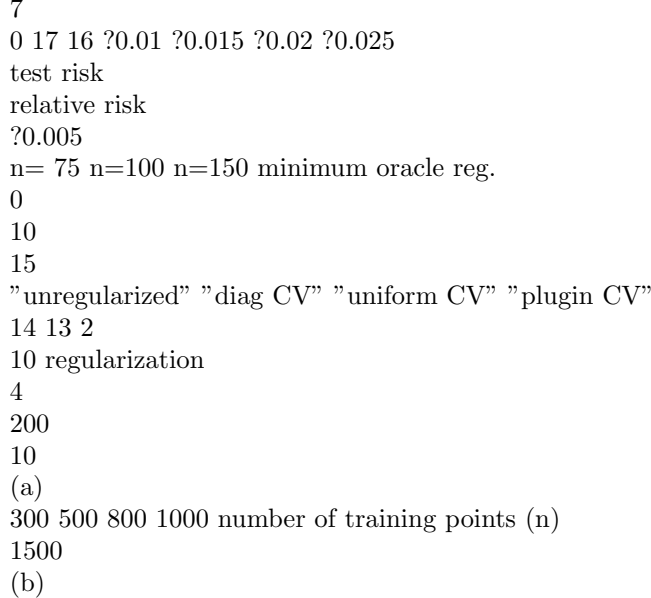 7
0 17 16 ?0.01 ?0.015 ?0.02 ?0.025
test risk
relative risk
?0.005
n= 75 n=100 n=150 minimum oracle reg.
0
10
15
”unregularized” ”diag CV” ”uniform CV” ”plugin CV”
14 13 2
10 regularization
4
200
10
(a)
300 500 800 1000 number of training points (n)
1500
(b)